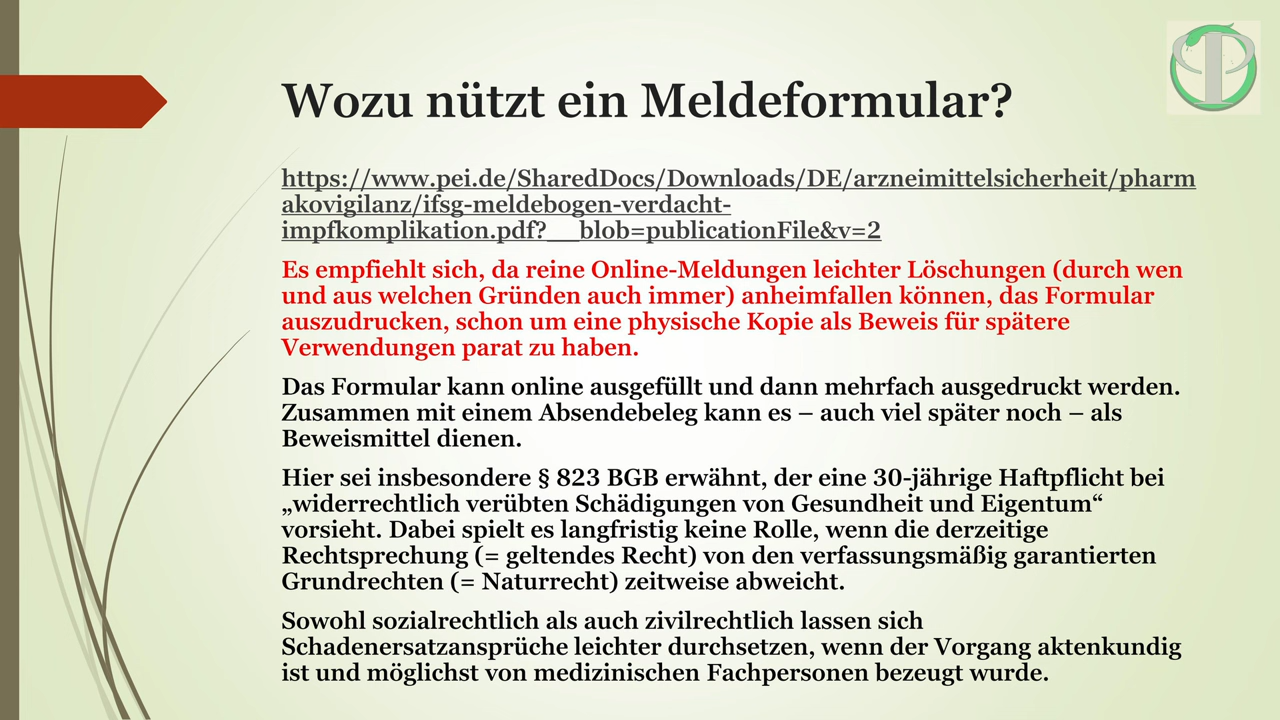 Wozu nützt ein Meldeformular?
https://www.pei.de/SharedDocs/Downloads/DE/arzneimittelsicherheit/pharm
akovigilanz/ifsg-meldebogen-verdacht-
impfkomplikation.pdf?__blob=publicationFile&v=2
Es empfiehlt sich, da reine Online-Meldungen leichter Löschungen (durch wen
und aus welchen Gründen auch immer) anheimfallen können, das Formular
auszudrucken, schon um eine physische Kopie als Beweis für spätere
Verwendungen parat zu haben.
Das Formular kann online ausgefüllt und dann mehrfach ausgedruckt werden.
Zusammen mit einem Absendebeleg kann es – auch viel später noch – als
Beweismittel dienen.
Hier sei insbesondere § 823 BGB erwähnt, der eine 30-jährige Haftpflicht bei
„widerrechtlich verübten Schädigungen von Gesundheit und Eigentum“
vorsieht. Dabei spielt es langfristig keine Rolle, wenn die derzeitige
Rechtsprechung (= geltendes Recht) von den verfassungsmäßig garantierten
Grundrechten (= Naturrecht) zeitweise abweicht.
Sowohl sozialrechtlich als auch zivilrechtlich lassen sich
Schadenersatzansprüche leichter durchsetzen, wenn der Vorgang aktenkundig
ist und möglichst von medizinischen Fachpersonen bezeugt wurde.